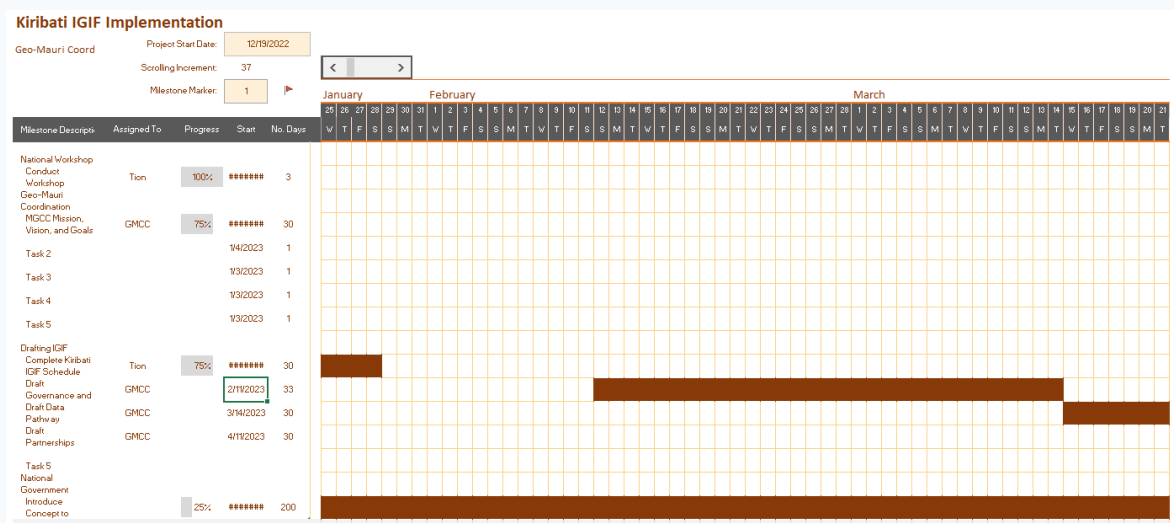 Kiribati IGIF Implementation
Geo-Mauri Coord
Project Start Date: 12/19/2022
Scrolling Increment: 37
Milestone Marker: 1
January February March
25 26 27 28 29 30 31 1 2 3 4 5 6 7 8 9 10 11 12 13 14 15 16 17 18 19 20 21 22 23 24 25 26 27 28 1 2 3 4 5 6 7 8 9 10 11 12 13 14 15 16 17 18 19 20 21
Milestone Descripti Assigned To Progress Start No. Days W T F S S M T W T F S S M T W T F S S M T W T F S S M T W T F S S M T W T F S S M T W T F S S M T W T F S S M T
National Workshop
Conduct
Workshop
Tion 100% ####### 3
Geo-Mauri
Coordination
MGCC Mission,
Vision, and Goals
GMCC 75% ####### 30
Task 2 1/4/2023 1
Task 3 1/3/2023 1
Task 4 1/3/2023 1
Task 5 1/3/2023 1
Drafting IGIF
Complete Kiribati
IGIF Schedule
Tion 75% ####### 30
Draft
Governance and
GMCC 2/11/2023 33
Draft Data
Pathway
GMCC 3/14/2023 30
Draft
Partnerships
GMCC 4/11/2023 30
Task 5
National
Government
Introduce
Concept to
25% ####### 200